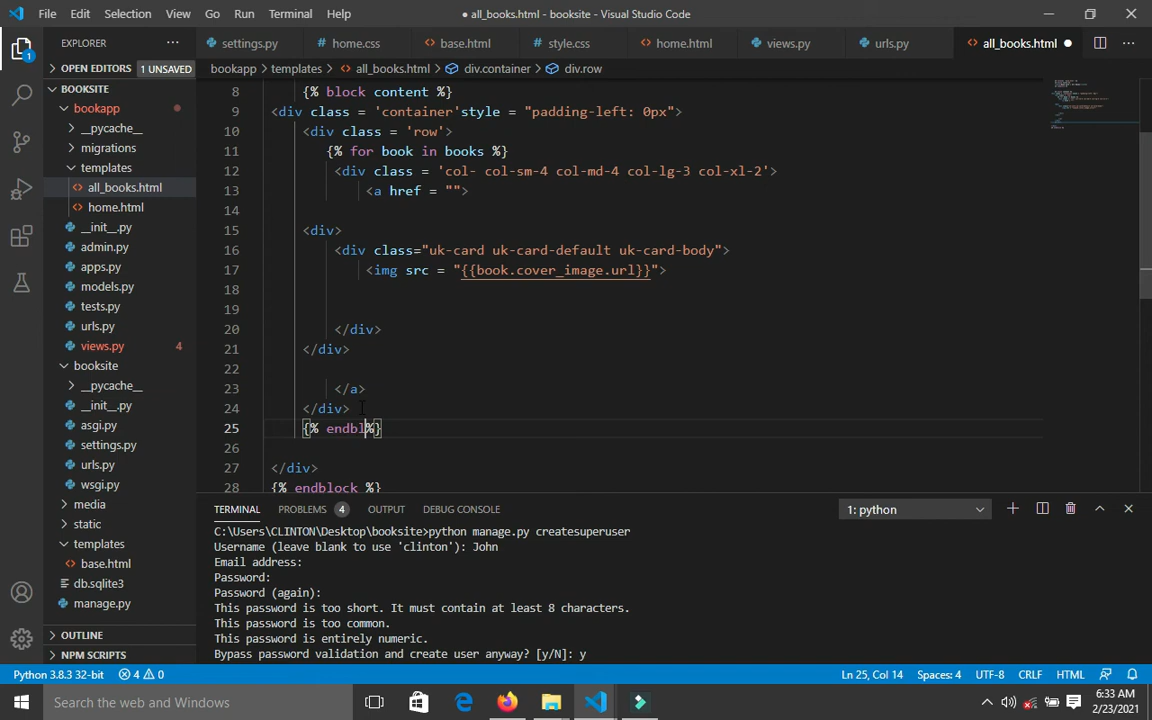 File Edit Selection View Go Run Terminal Help ● all_books.html - booksite - Visual Studio Code
EXPLORER ··· settings.py # home.css <> base.html # style.css <> home.html views.py urls.py <> all_books.html ●
OPEN EDITORS 1 UNSAVED bookapp > templates > <> all_books.html > div.container > div.row
BOOKSITE
bookapp
__pycache__
migrations
templates
all_books.html
home.html
__init__.py
admin.py
apps.py
models.py
tests.py
urls.py
views.py 4
booksite
__pycache__
__init__.py
asgi.py
settings.py
urls.py
wsgi.py
media
static
templates
base.html
db.sqlite3
manage.py
OUTLINE
NPM SCRIPTS
8 {% block content %}
9 <div class = 'container'style = "padding-left: 0px">
10 <div class = 'row'>
11 {% for book in books %}
12 <div class = 'col- col-sm-4 col-md-4 col-lg-3 col-xl-2'>
13 <a href = "">
14
15 <div>
16 <div class="uk-card uk-card-default uk-card-body">
17 <img src = "{{book.cover_image.url}}">
18
19
20 </div>
21 </div>
22
23 </a>
24 </div>
25 {% endbl%}
26
27 </div>
28 {% endblock %}
TERMINAL PROBLEMS 4 OUTPUT DEBUG CONSOLE 1: python
C:\Users\CLINTON\Desktop\booksite>python manage.py createsuperuser
Username (leave blank to use 'clinton'): John
Email address:
Password:
Password (again):
This password is too short. It must contain at least 8 characters.
This password is too common.
This password is entirely numeric.
Bypass password validation and create user anyway? [y/N]: y
Python 3.8.3 32-bit 4 0 Ln 25, Col 14 Spaces: 4 UTF-8 CRLF HTML
Search the web and Windows 6:33 AM
2/23/2021